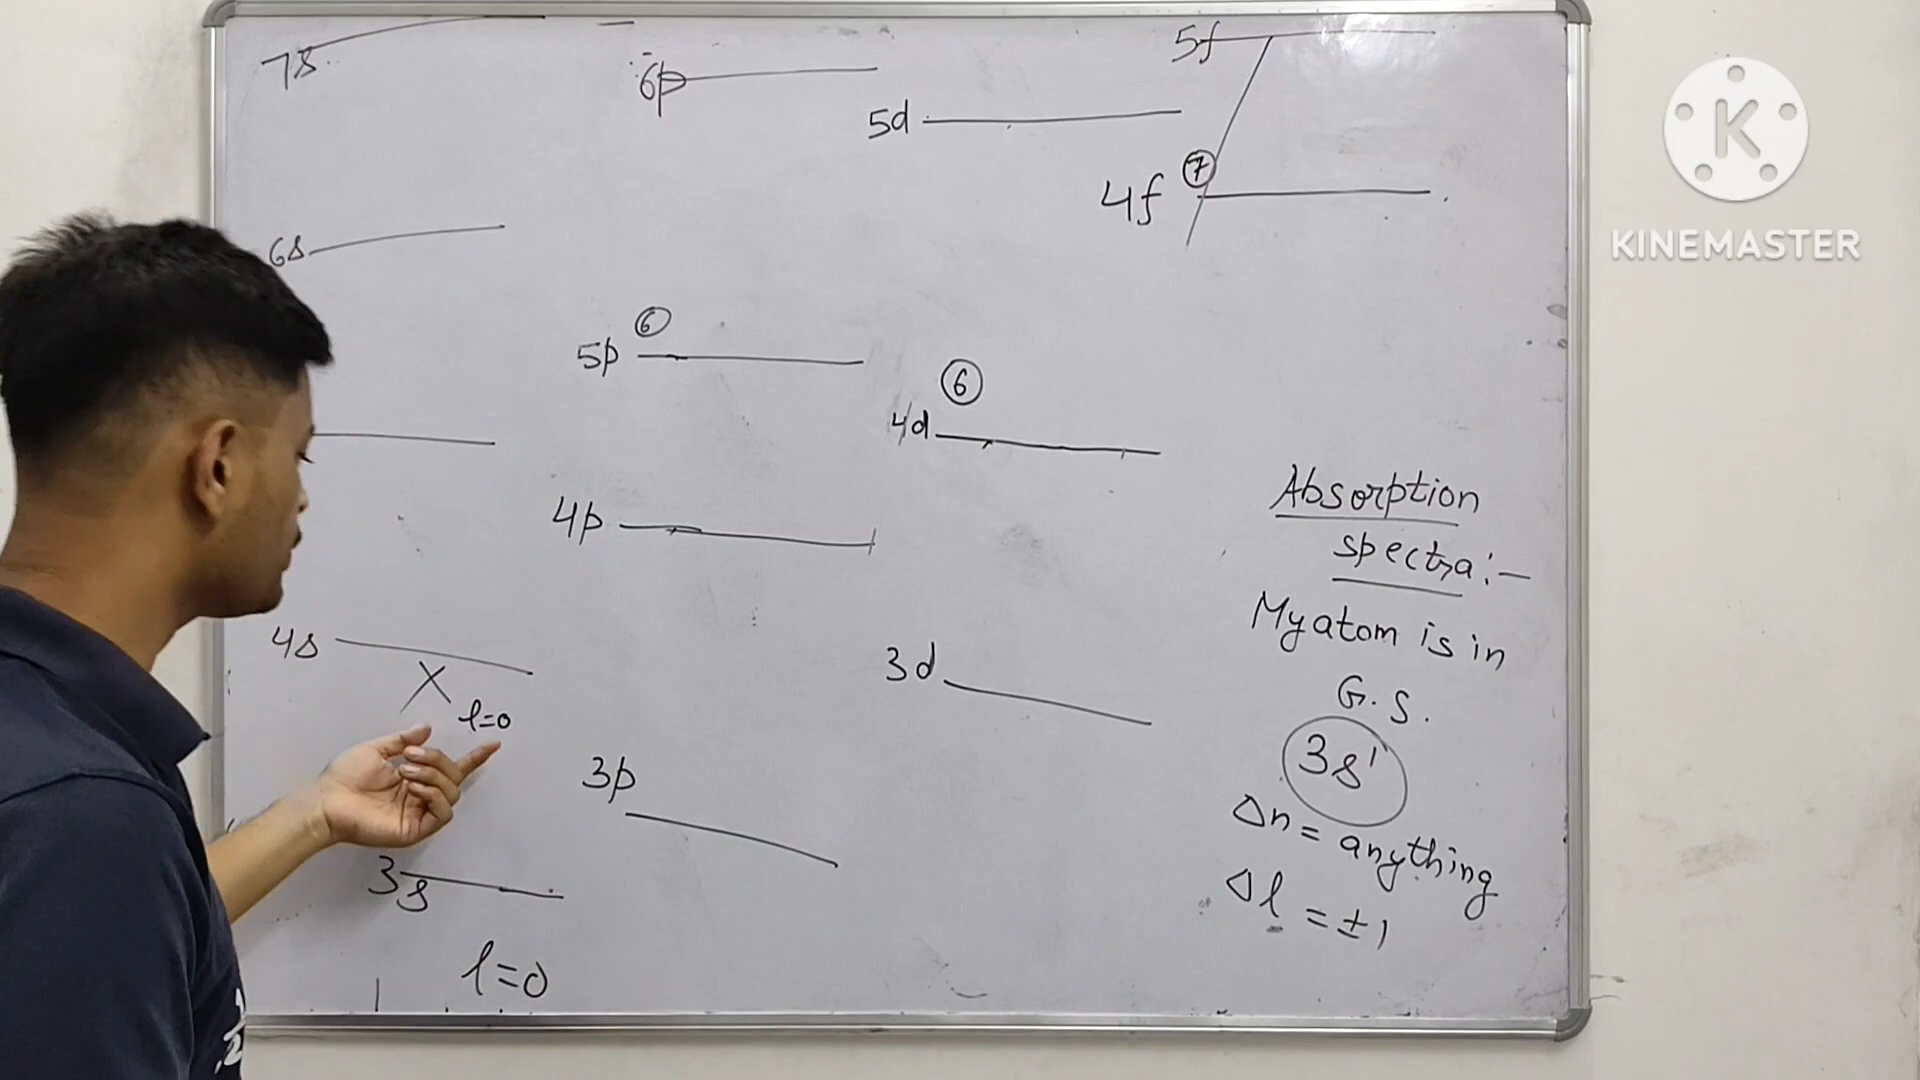 7s
6p
5d
5f
7
4f
6s
6
5p
6
4d
4p
4s
X
l=0
3d
3p
3s
l=0
Absorption
spectra:-
My atom is in
G.S.
3s¹
Δn = anything
Δl = ±1
K
KINEMASTER